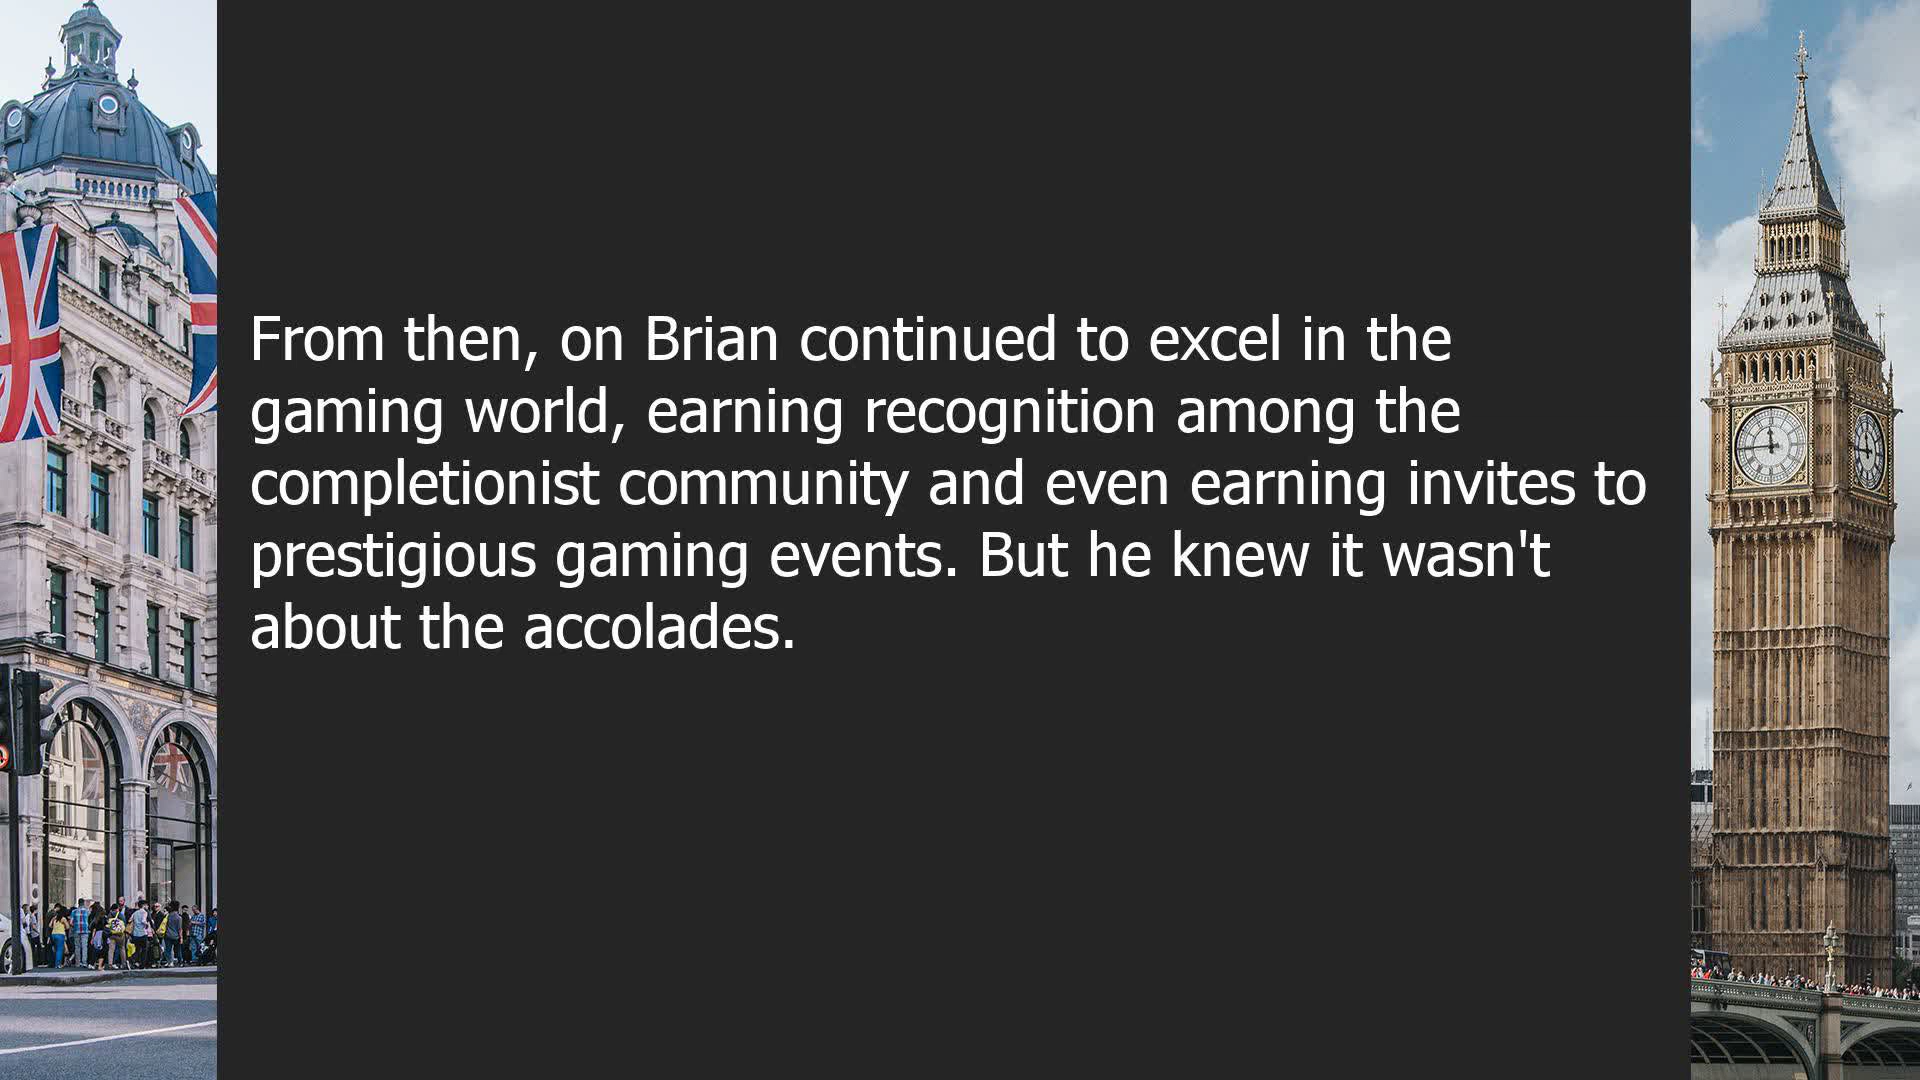 From then, on Brian continued to excel in the
gaming world, earning recognition among the
completionist community and even earning invites to
prestigious gaming events. But he knew it wasn't
about the accolades.